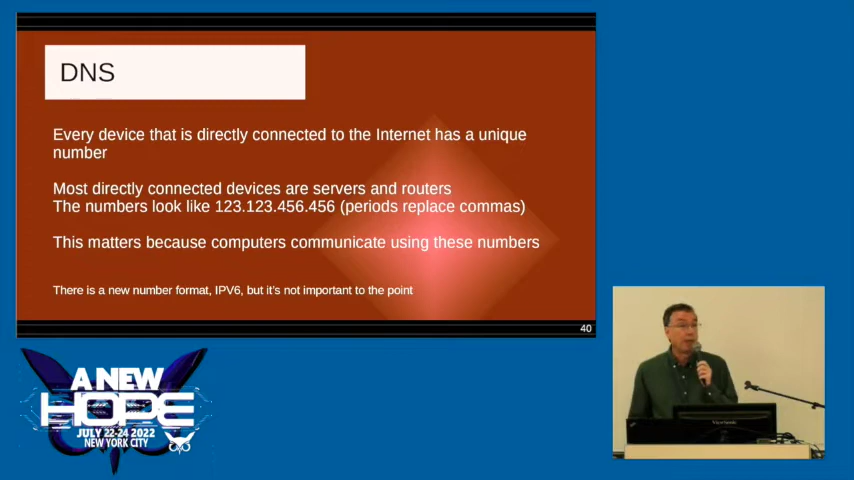 DNS
Every device that is directly connected to the Internet has a unique
number
Most directly connected devices are servers and routers
The numbers look like 123.123.456.456 (periods replace commas)
This matters because computers communicate using these numbers
There is a new number format, IPV6, but it's not important to the point
40
A NEW
HOPE
JULY 22-24 2022
NEW YORK CITY
ViewSonic